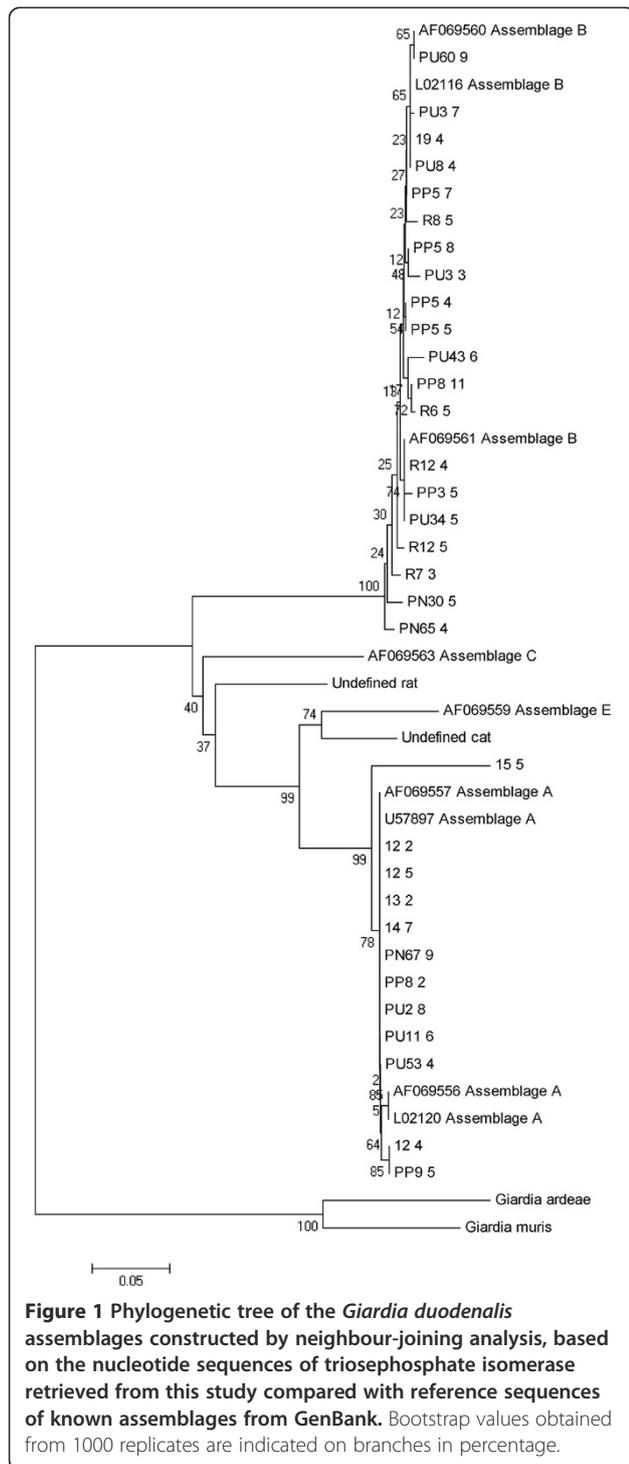 65
AF069560 Assemblage B
PU60 9
L02116 Assemblage B
65
PU3 7
23
19 4
PU8 4
27
PP5 7
23
R8 5
PP5 8
12
48
PU3 3
PP5 4
12
54
PP5 5
PU43 6
PP8 11
17
R6 5
72
AF069561 Assemblage B
25
R12 4
74
PP3 5
30
PU34 5
24
R12 5
R7 3
100
PN30 5
PN65 4
AF069563 Assemblage C
Undefined rat
40
74
AF069559 Assemblage E
37
Undefined cat
15 5
99
AF069557 Assemblage A
U57897 Assemblage A
12 2
99
12 5
13 2
14 7
78
PN67 9
PP8 2
PU2 8
PU11 6
PU53 4
2
85
AF069556 Assemblage A
5
L02120 Assemblage A
64
12 4
85
PP9 5
Giardia ardeae
100
Giardia muris
0.05
Figure 1 Phylogenetic tree of the Giardia duodenalis
assemblages constructed by neighbour-joining analysis, based
on the nucleotide sequences of triosephosphate isomerase
retrieved from this study compared with reference sequences
of known assemblages from GenBank. Bootstrap values obtained
from 1000 replicates are indicated on branches in percentage.